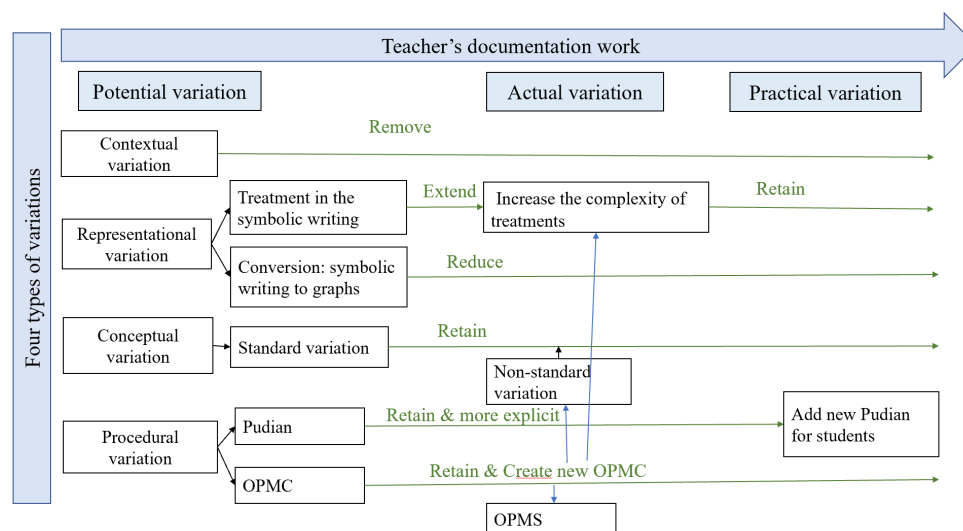 Teacher's documentation work
Four types of variations
Potential variation
Actual variation
Practical variation
Remove
Contextual
variation
Treatment in the
symbolic writing
Extend
Increase the complexity of
treatments
Retain
Representational
variation
Conversion: symbolic
writing to graphs
Reduce
Conceptual
variation
Standard variation
Retain
Non-standard
variation
Procedural
variation
Pudian
Retain & more explicit
Add new Pudian
for students
OPMC
Retain & Create new OPMC
OPMS